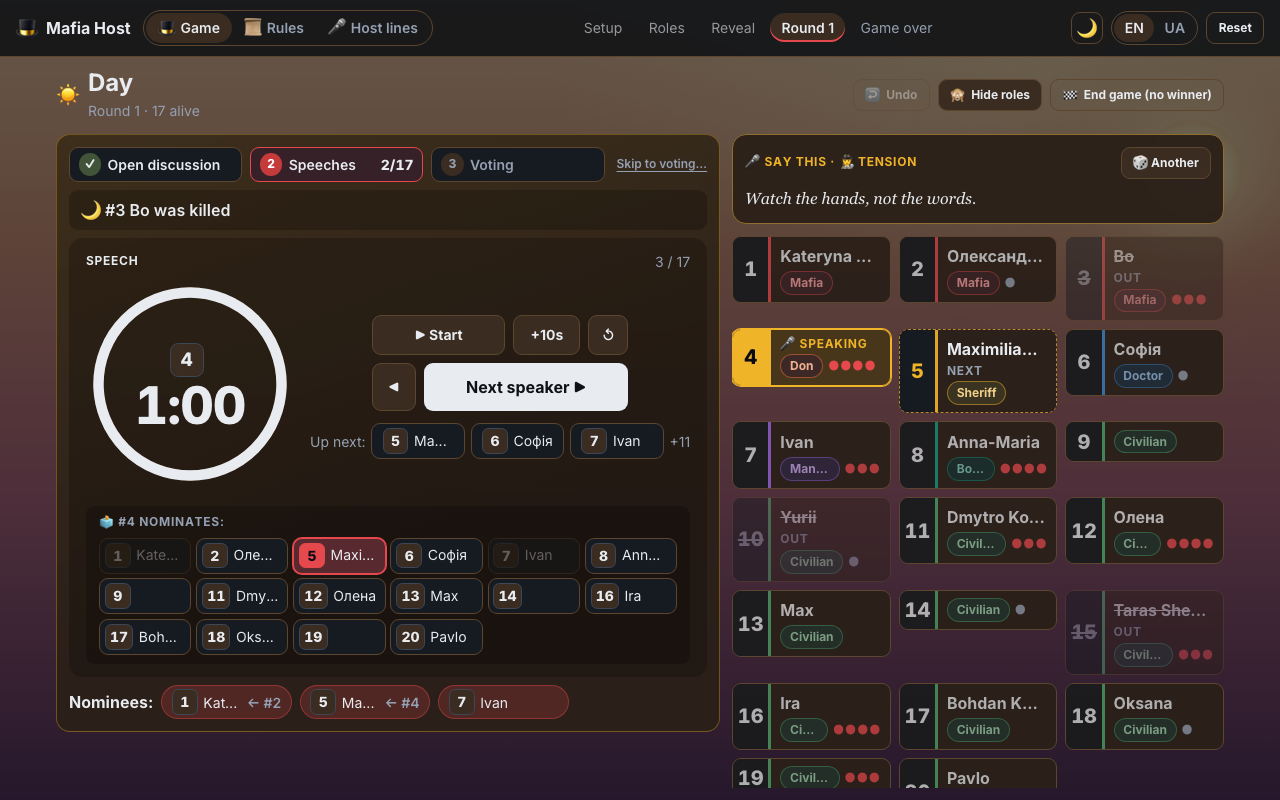 Mafia Host
Game
Rules
Host lines
Setup
Roles
Reveal
Round 1
Game over
EN
UA
Reset
Day
Round 1 · 17 alive
Undo
Hide roles
End game (no winner)
Open discussion
2 Speeches 2/17
3 Voting
Skip to voting...
#3 Bo was killed
SPEECH
3 / 17
4
1:00
Start
+10s
Next speaker
Up next:
5 Ma...
6 Софія
7 Ivan
+11
#4 NOMINATES:
1 Kate...
2 Оле...
5 Maxi...
6 Софія
7 Ivan
8 Ann...
9
11 Dmy...
12 Олена
13 Max
14
16 Ira
17 Boh...
18 Oks...
19
20 Pavlo
Nominees:
1 Kat... ← #2
5 Ma... ← #4
7 Ivan
SAY THIS · TENSION
Another
Watch the hands, not the words.
1 Kateryna ...
Mafia
2 Олександ...
Mafia
3 Bo
OUT
Mafia
4 SPEAKING
Don
5 Maximilia...
NEXT
Sheriff
6 Софія
Doctor
7 Ivan
Man...
8 Anna-Maria
Bo...
9 Civilian
10 Yurii
OUT
Civilian
11 Dmytro Ko...
Civil...
12 Олена
Ci...
13 Max
Civilian
14 Civilian
15 Taras She...
OUT
Civil...
16 Ira
Ci...
17 Bohdan K...
Civilian
18 Oksana
Civilian
19 Civil...
20 Pavlo